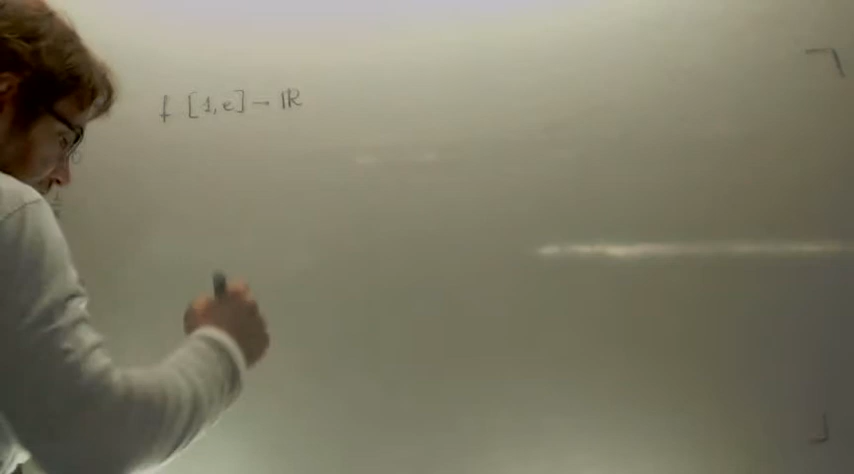 f [1,e] → ℝ